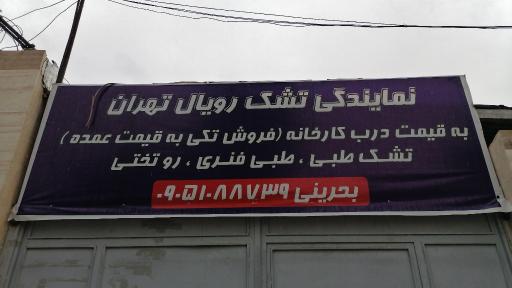 نمایندگی تشک رویال تهران
به قیمت درب کارخانه (فروش تکی به قیمت عمده)
تشک طبی ، طبی فنری ، رو تختی
بحرینی ۰۹۰۵۱۰۸۸۷۳۹